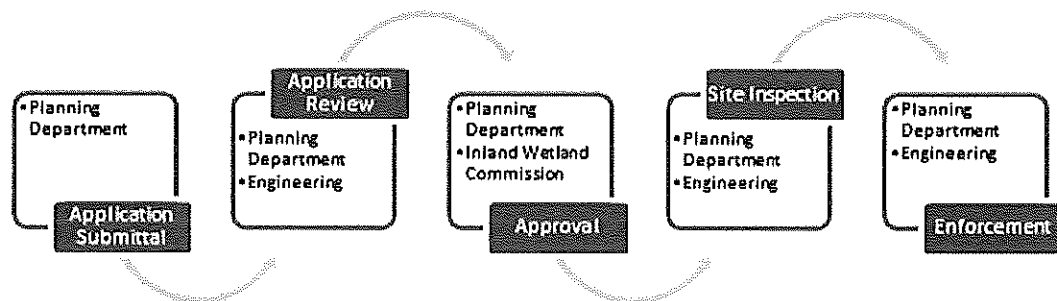 • Planning
Department
Application
Submittal
Application
Review
• Planning
Department
• Engineering
• Planning
Department
• Inland Wetland
Commission
Approval
Site Inspection
• Planning
Department
• Engineering
• Planning
Department
• Engineering
Enforcement